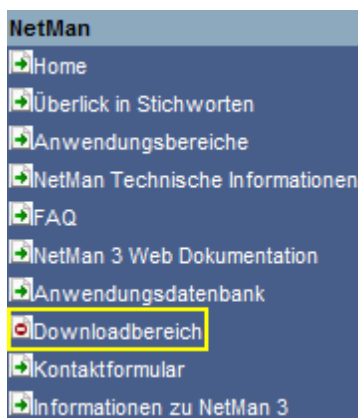 NetMan
Home
Überlick in Stichworten
Anwendungsbereiche
NetMan Technische Informationen
FAQ
NetMan 3 Web Dokumentation
Anwendungsdatenbank
Downloadbereich
Kontaktformular
Informationen zu NetMan 3